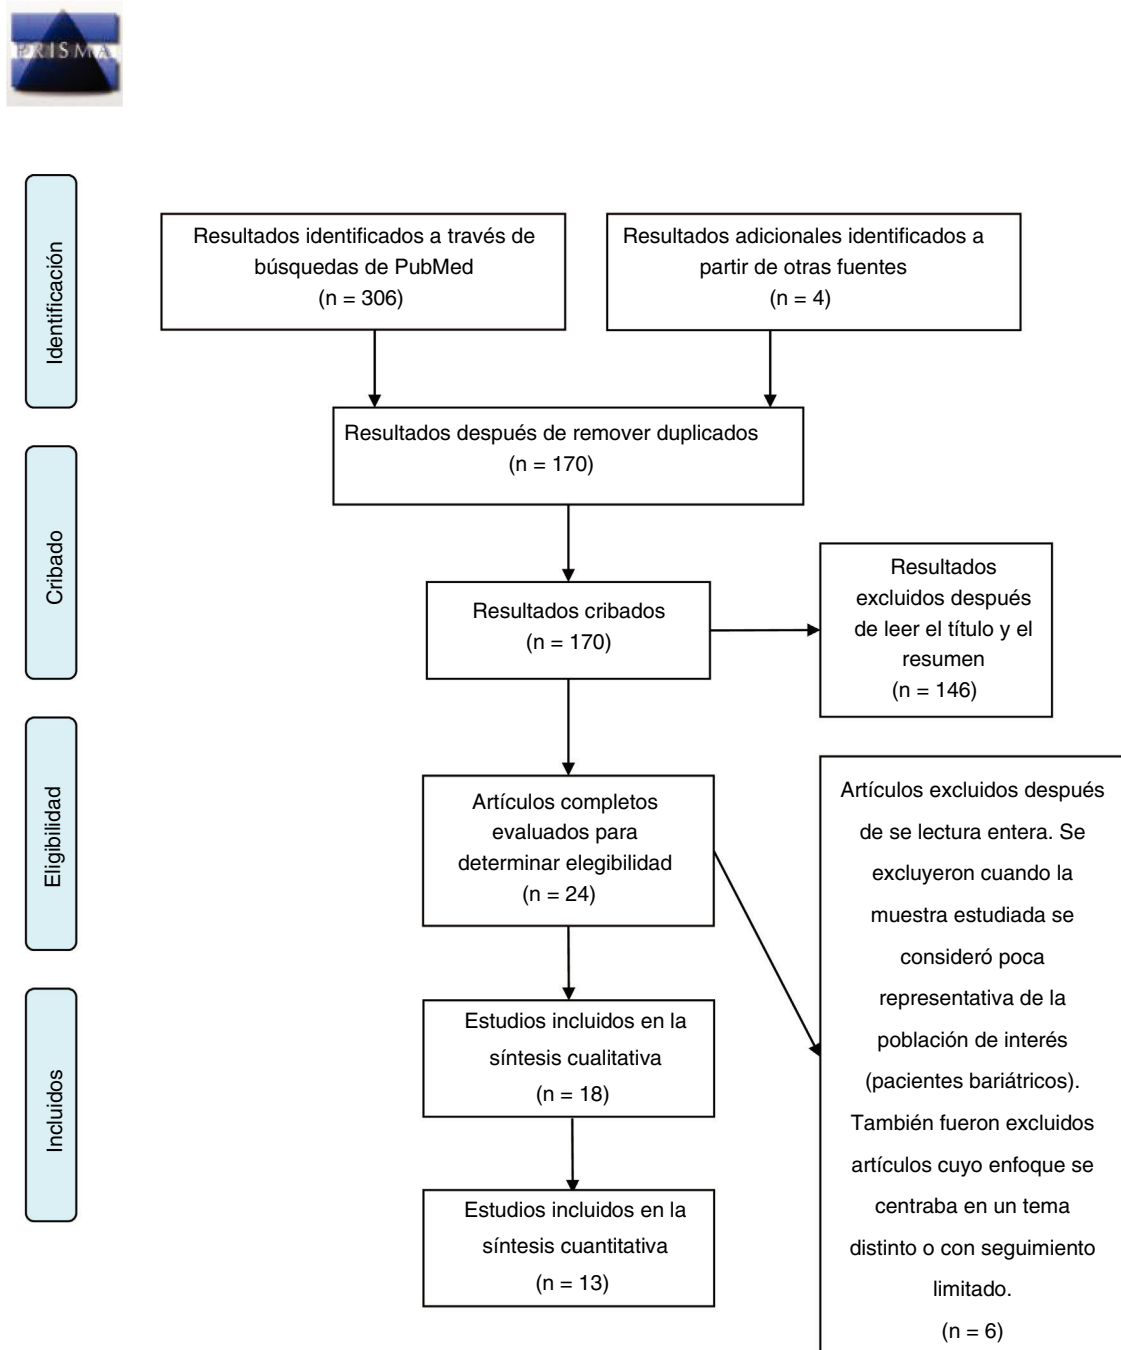 PRISMA
Identificación
Resultados identificados a través de
búsquedas de PubMed
(n = 306)
Resultados adicionales identificados a
partir de otras fuentes
(n = 4)
Resultados después de remover duplicados
(n = 170)
Cribado
Resultados cribados
(n = 170)
Resultados
excluidos después
de leer el título y el
resumen
(n = 146)
Eligibilidad
Artículos completos
evaluados para
determinar elegibilidad
(n = 24)
Artículos excluidos después
de se lectura entera. Se
excluyeron cuando la
muestra estudiada se
consideró poca
representativa de la
población de interés
(pacientes bariátricos).
También fueron excluidos
artículos cuyo enfoque se
centraba en un tema
distinto o con seguimiento
limitado.
(n = 6)
Incluidos
Estudios incluidos en la
síntesis cualitativa
(n = 18)
Estudios incluidos en la
síntesis cuantitativa
(n = 13)